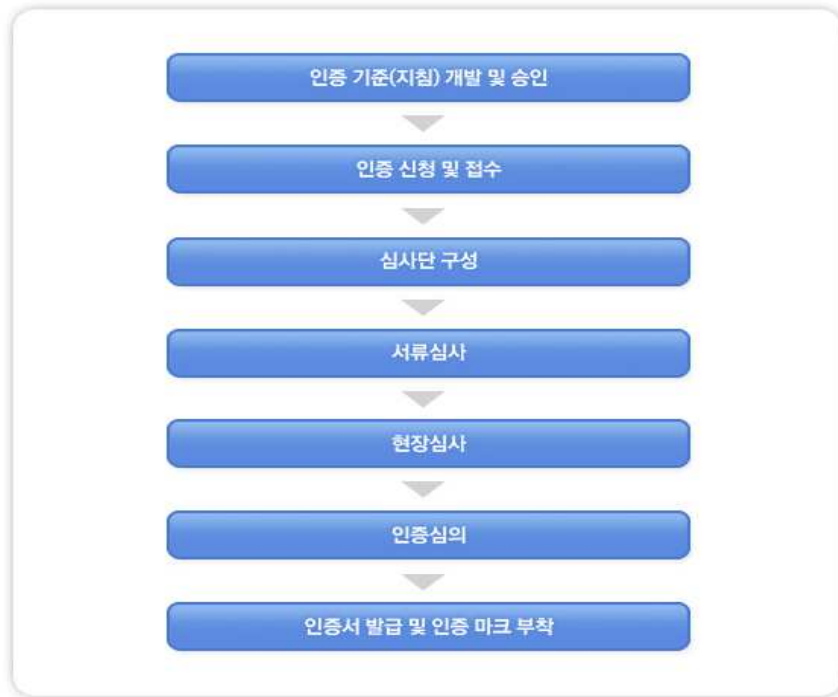 인증 기준(지침) 개발 및 승인
인증 신청 및 접수
심사단 구성
서류심사
현장심사
인증심의
인증서 발급 및 인증 마크 부착